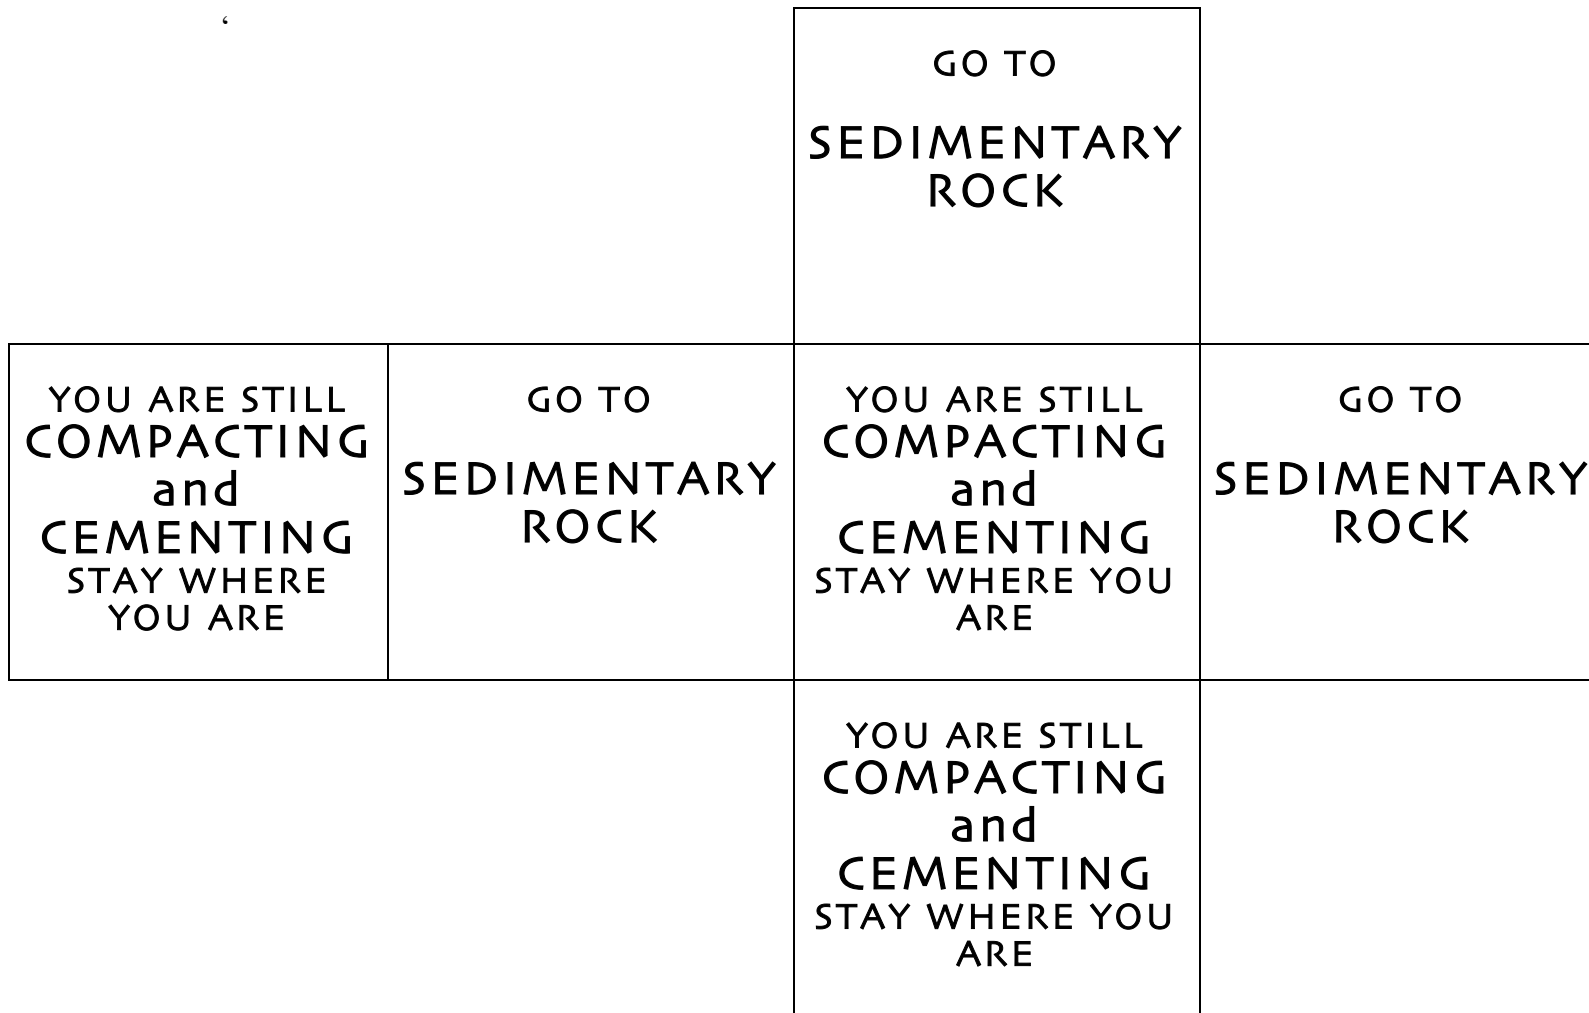 ‘
GO TO
SEDIMENTARY
ROCK
YOU ARE STILL
COMPACTING
and
CEMENTING
STAY WHERE
YOU ARE
GO TO
SEDIMENTARY
ROCK
YOU ARE STILL
COMPACTING
and
CEMENTING
STAY WHERE YOU
ARE
GO TO
SEDIMENTARY
ROCK
YOU ARE STILL
COMPACTING
and
CEMENTING
STAY WHERE YOU
ARE